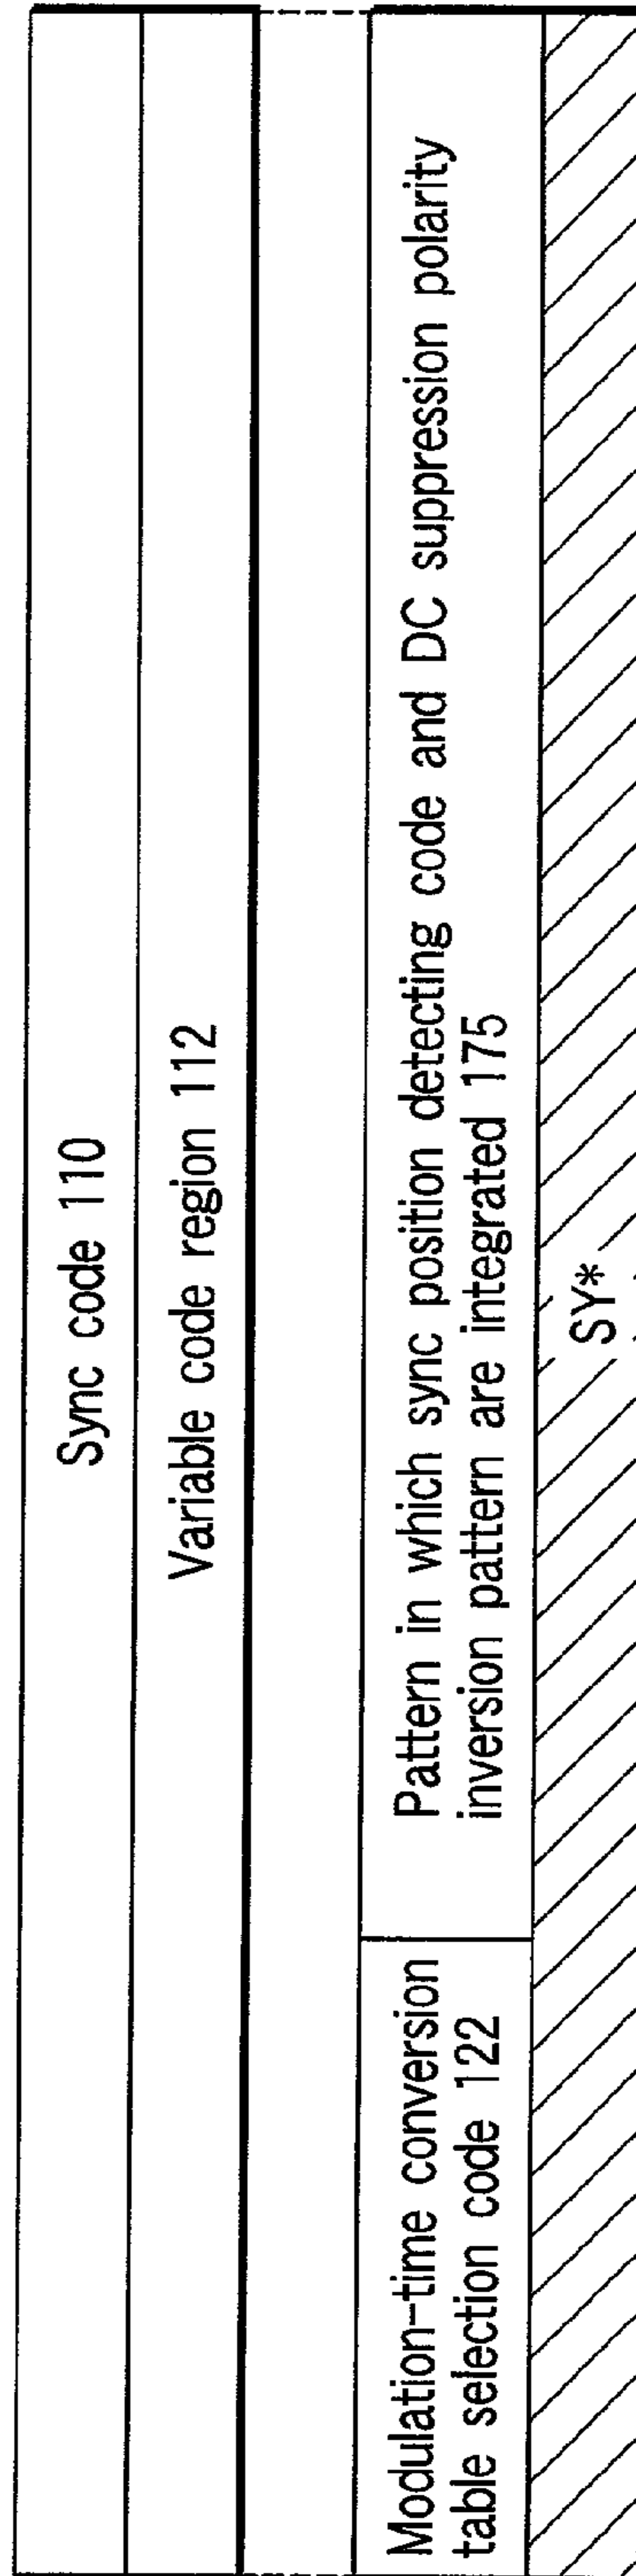 Sync code 110
Variable code region 112
Modulation-time conversion
table selection code 122
Pattern in which sync position detecting code and DC suppression polarity
inversion pattern are integrated 175
SY*